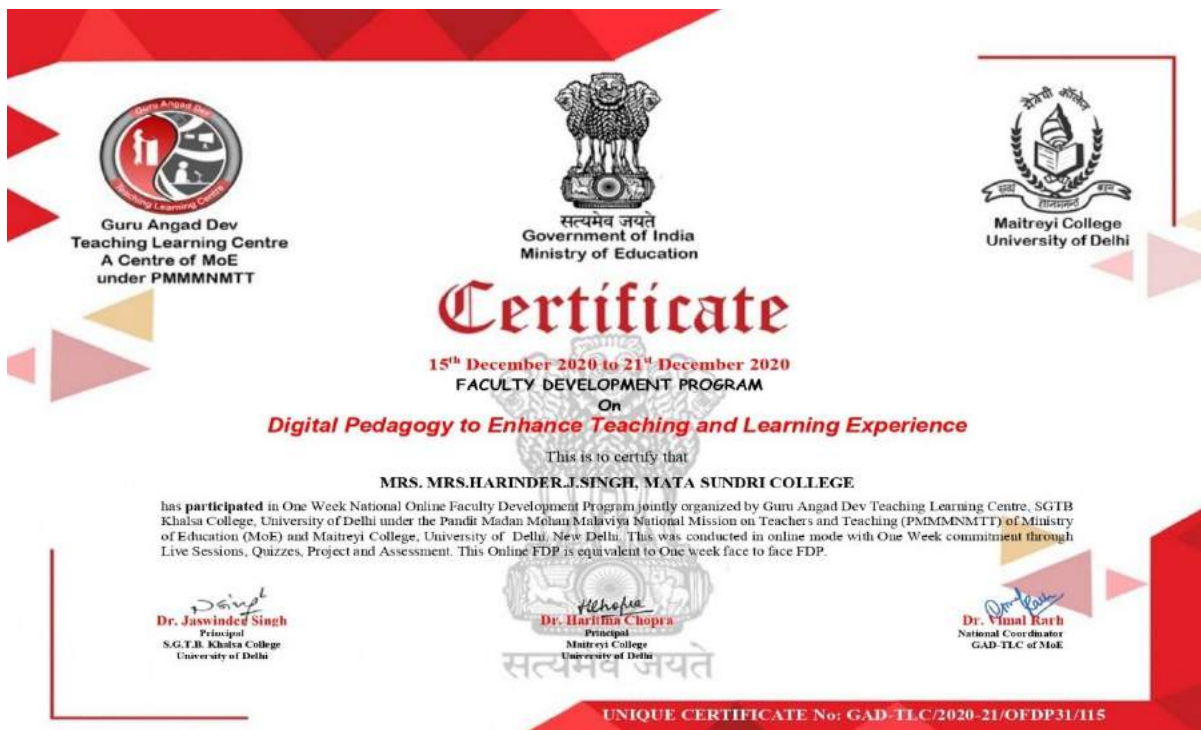 Guru Angad Dev
Teaching Learning Centre
Guru Angad Dev
Teaching Learning Centre
A Centre of MoE
under PMMMNMTT
सत्यमेव जयते
Government of India
Ministry of Education
मैत्रेयी कॉलेज
Maitreyi College
University of Delhi
Certificate
15th December 2020 to 21st December 2020
FACULTY DEVELOPMENT PROGRAM
On
Digital Pedagogy to Enhance Teaching and Learning Experience
This is to certify that
MRS. MRS.HARINDER.J.SINGH, MATA SUNDRI COLLEGE
has participated in One Week National Online Faculty Development Program jointly organized by Guru Angad Dev Teaching Learning Centre, SGTB
Khalsa College, University of Delhi under the Pandit Madan Mohan Malaviya National Mission on Teachers and Teaching (PMMMNMTT) of Ministry
of Education (MoE) and Maitreyi College, University of Delhi, New Delhi. This was conducted in online mode with One Week commitment through
Live Sessions, Quizzes, Project and Assessment. This Online FDP is equivalent to One week face to face FDP.
Dr. Jaswinder Singh
Principal
S.G.T.B. Khalsa College
University of Delhi
Dr. Haritma Chopra
Principal
Maitreyi College
University of Delhi
Dr. Vimal Rarh
National Coordinator
GAD-TLC of MoE
सत्यमेव जयते
UNIQUE CERTIFICATE No: GAD-TLC/2020-21/OFDP31/115